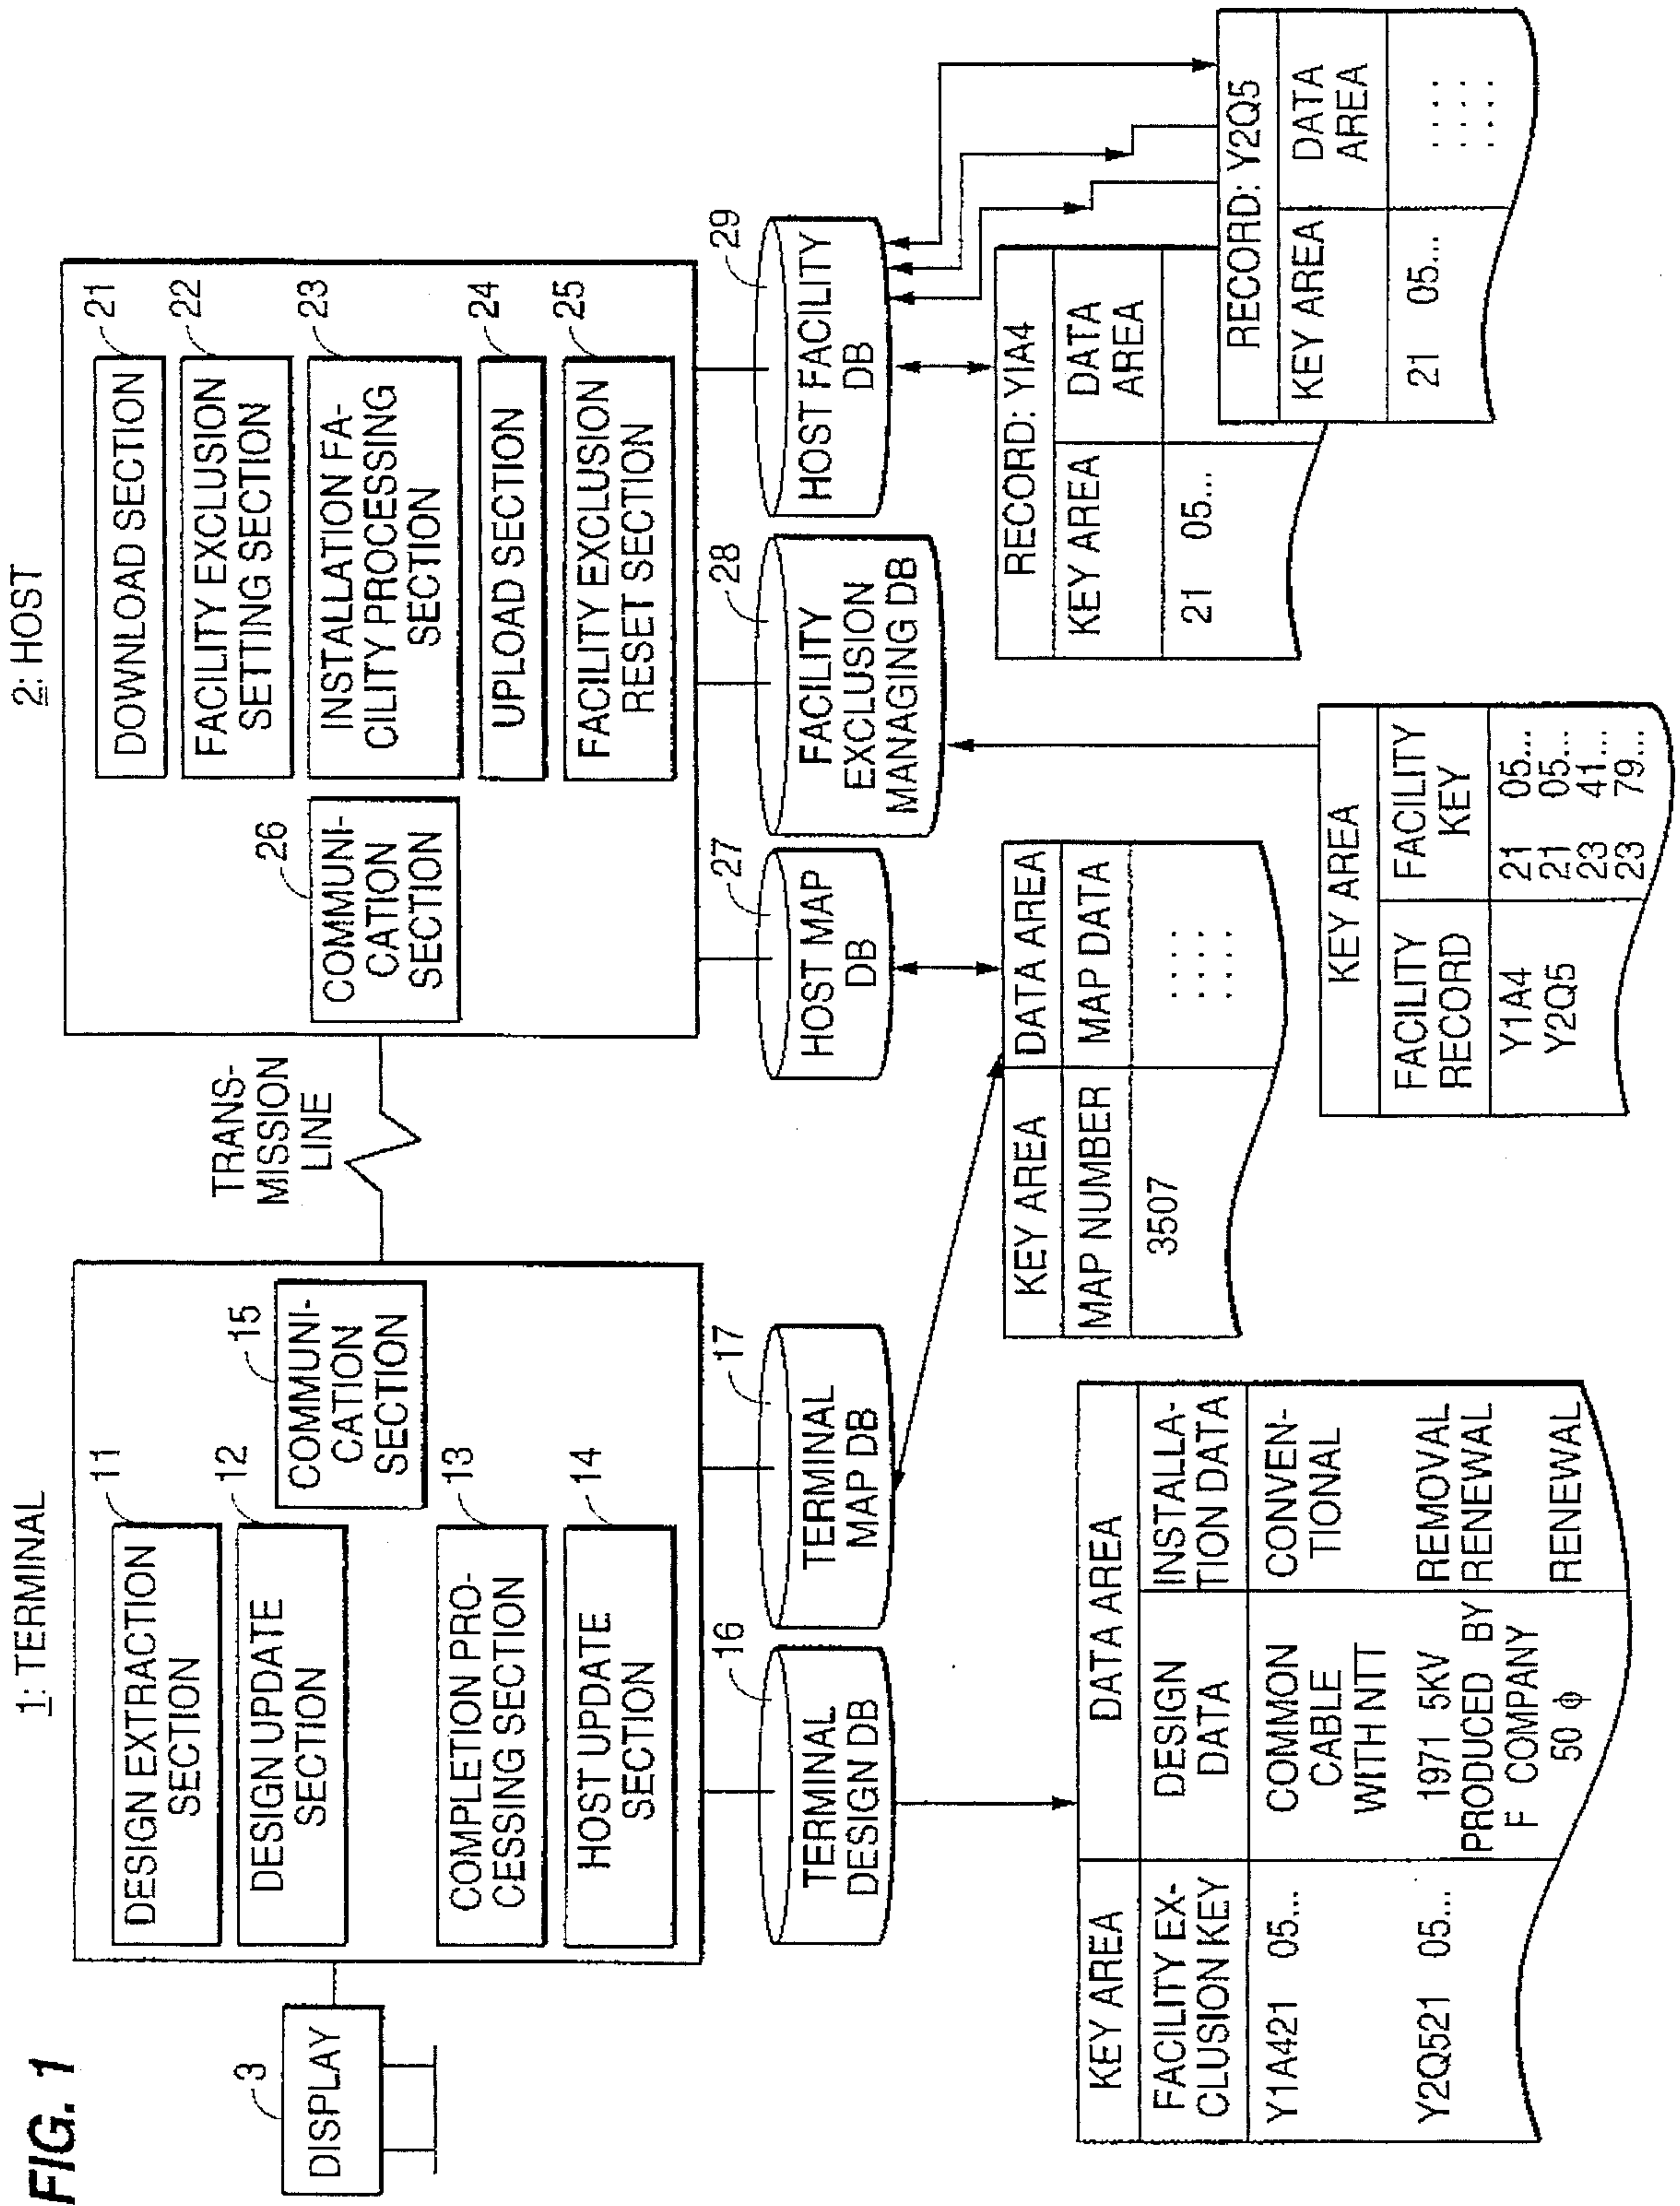 FIG. 1
1: TERMINAL
3
DISPLAY
11
DESIGN EXTRACTION
SECTION
12
DESIGN UPDATE
SECTION
15
COMMUNI-
CATION
SECTION
13
COMPLETION PRO-
CESSING SECTION
14
HOST UPDATE
SECTION
16
TERMINAL
DESIGN DB
17
TERMINAL
MAP DB
TRANS-
MISSION
LINE
2: HOST
21
DOWNLOAD SECTION
22
FACILITY EXCLUSION
SETTING SECTION
23
INSTALLATION FA-
CILITY PROCESSING
SECTION
24
UPLOAD SECTION
25
FACILITY EXCLUSION
RESET SECTION
26
COMMUNI-
CATION
SECTION
27
HOST MAP
DB
28
FACILITY
EXCLUSION
MANAGING DB
29
HOST FACILITY
DB
KEY AREA DATA AREA
FACILITY EX-
CLUSION KEY
DESIGN
DATA
INSTALLA-
TION DATA
Y1A421 05...
COMMON
CABLE
WITH NTT
CONVEN-
TIONAL
Y2Q521 05...
1971 5KV
PRODUCED BY
F COMPANY
50 φ
REMOVAL
RENEWAL
RENEWAL
KEY AREA DATA AREA
MAP NUMBER MAP DATA
3507 .....
.....
.....
KEY AREA
FACILITY
RECORD
FACILITY
KEY
Y1A4 21 05...
Y2Q5 21 05...
23 41...
23 79...
RECORD: YIA4
KEY AREA
DATA
AREA
21 05...
RECORD: Y2Q5
KEY AREA
DATA
AREA
21 05... .....
.....
.....